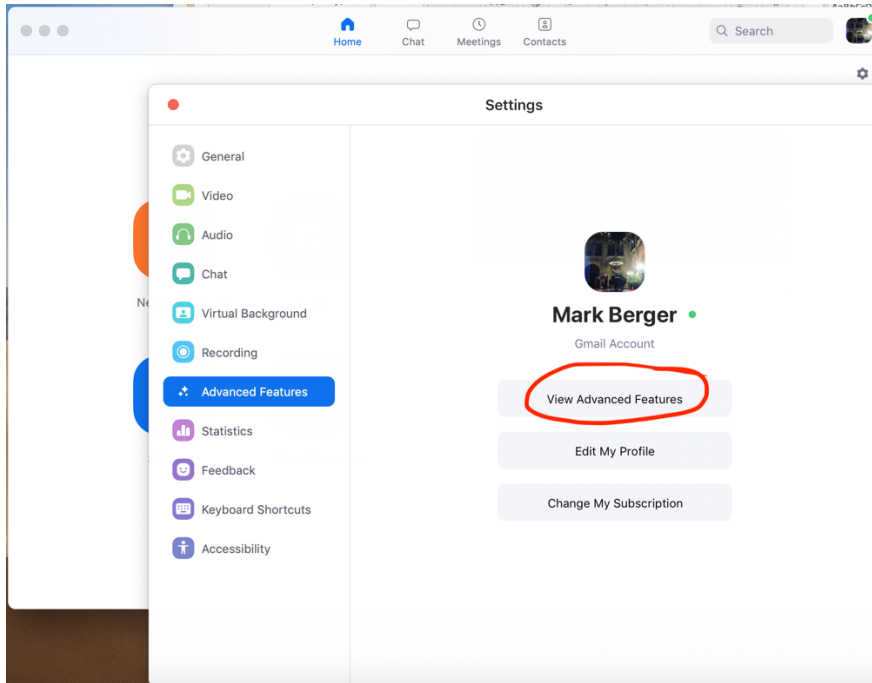 Home
Chat
Meetings
Contacts
Search
Settings
General
Video
Audio
Chat
Virtual Background
Recording
Advanced Features
Statistics
Feedback
Keyboard Shortcuts
Accessibility
Ne
Mark Berger
Gmail Account
View Advanced Features
Edit My Profile
Change My Subscription